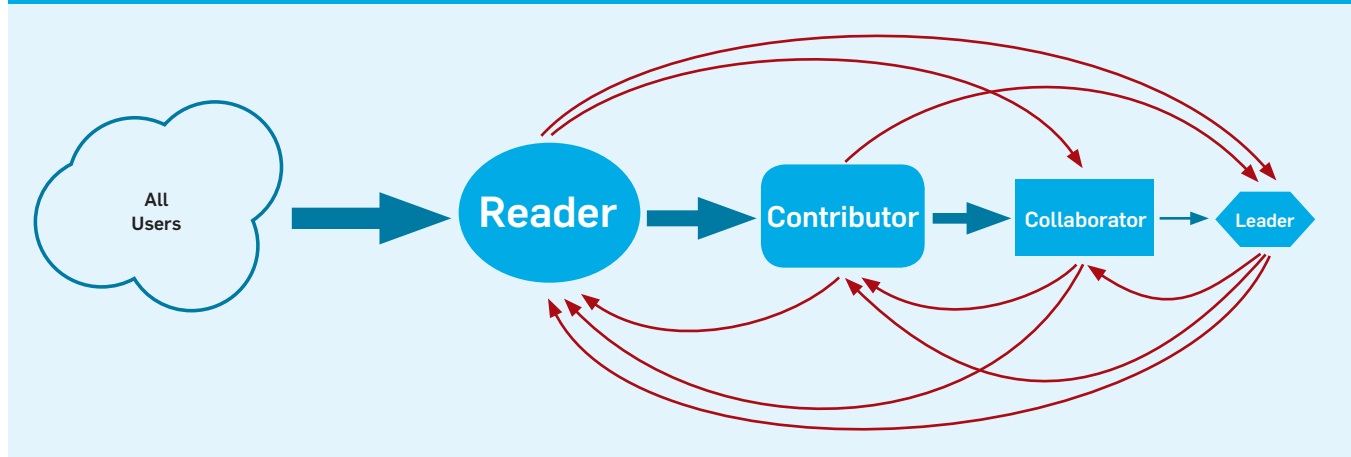 All
Users
Reader
Contributor
Collaborator
Leader